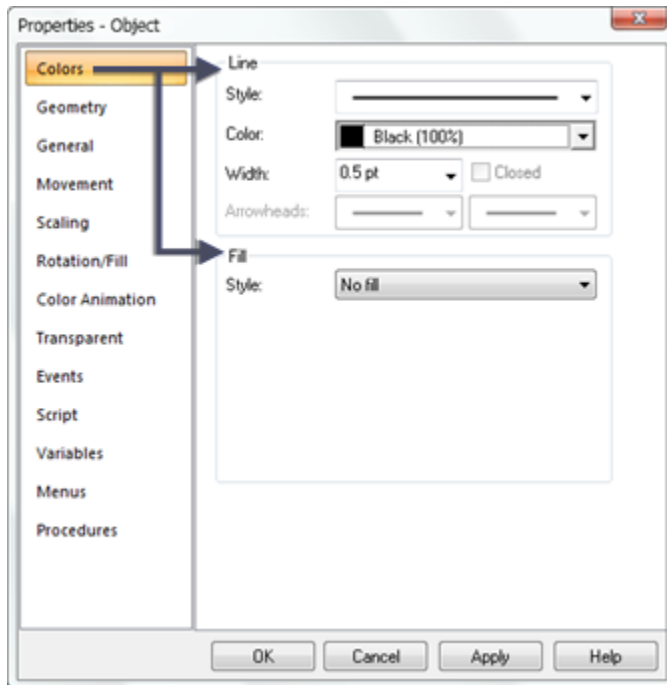 Properties - Object
Colors
Geometry
General
Movement
Scaling
Rotation/Fill
Color Animation
Transparent
Events
Script
Variables
Menus
Procedures
Line
Style:
Color: Black (100%)
Width: 0.5 pt Closed
Arrowheads:
Fill
Style: No fill
OK Cancel Apply Help